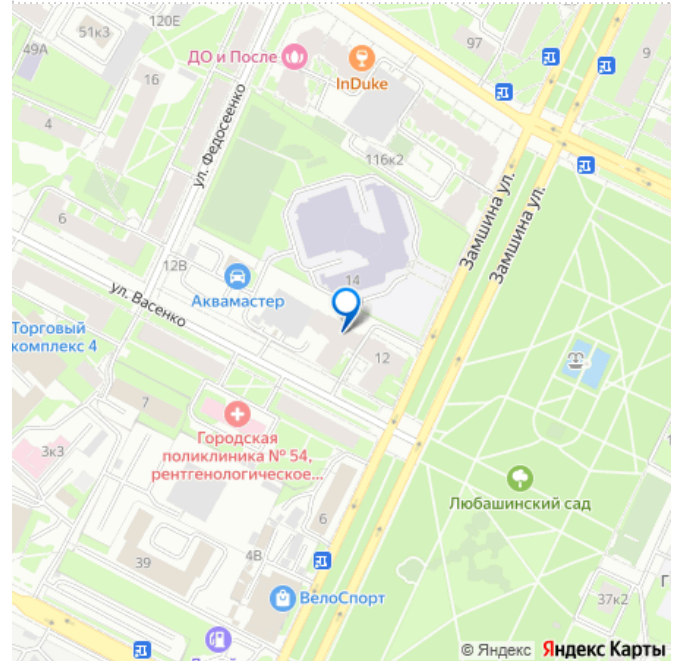 51к3
120Е
97
49А
ДО и После
9
16
InDuke
4
116к2
ул. Федосеенко
Замшина ул.
Замшина ул.
6
12В
14
Аквамастер
ул. Васенко
Торговый
комплекс 4
12
7
Городская
поликлиника № 54,
рентгенологическое...
3к3
Любашинский сад
6
4В
39
ВелоСпорт
37к2
© Яндекс Яндекс Карты